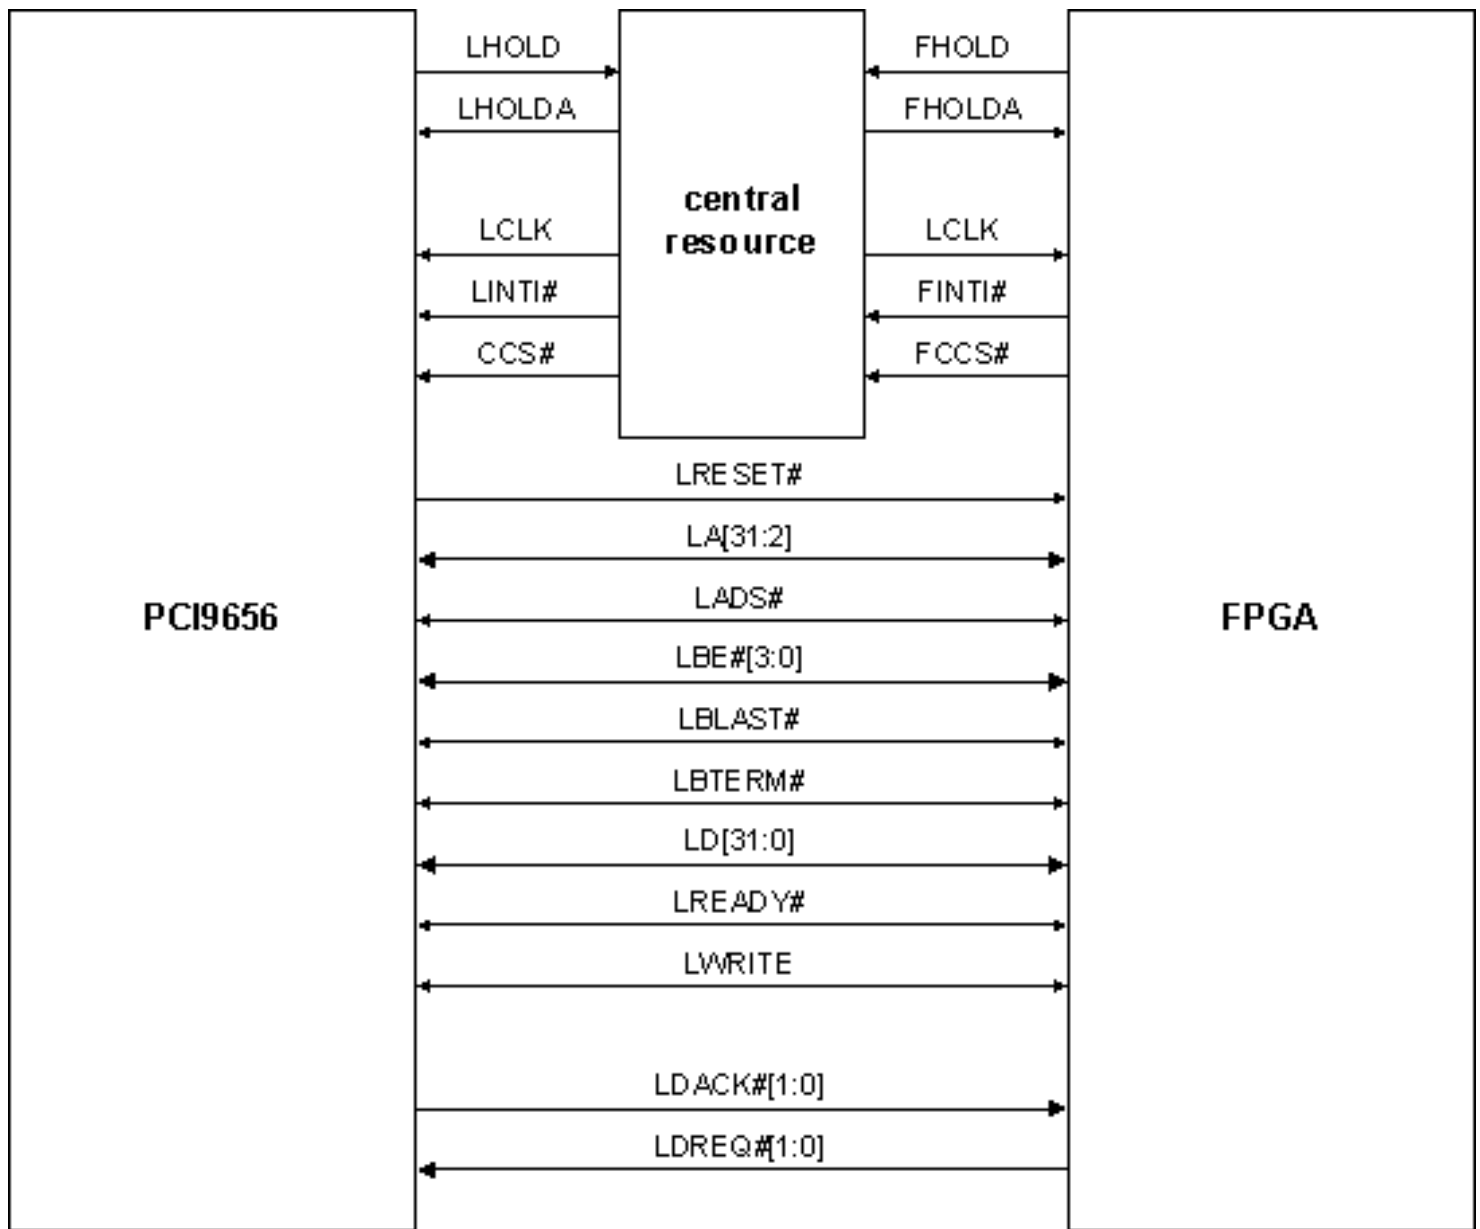 LHOLD
FHOLD
LHOLDA
FHOLDA
central
resource
LCLK
LCLK
LINTI#
FINTI#
CCS#
FCCS#
LRESET#
LA[31:2]
LADS#
PCI9656
FPGA
LBE#[3:0]
LBLAST#
LBTERM#
LD[31:0]
LREADY#
LWRITE
LDACK#[1:0]
LDREQ#[1:0]